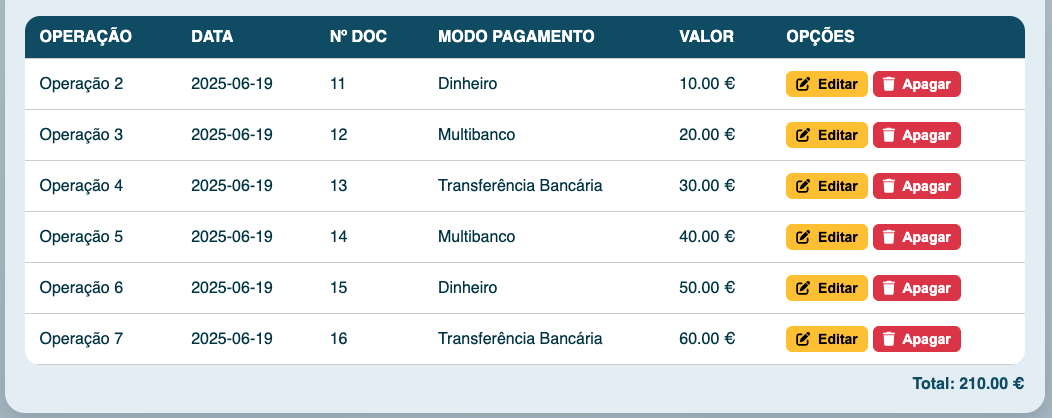 OPERAÇÃO DATA Nº DOC MODO PAGAMENTO VALOR OPÇÕES
Operação 2 2025-06-19 11 Dinheiro 10.00 € Editar Apagar
Operação 3 2025-06-19 12 Multibanco 20.00 € Editar Apagar
Operação 4 2025-06-19 13 Transferência Bancária 30.00 € Editar Apagar
Operação 5 2025-06-19 14 Multibanco 40.00 € Editar Apagar
Operação 6 2025-06-19 15 Dinheiro 50.00 € Editar Apagar
Operação 7 2025-06-19 16 Transferência Bancária 60.00 € Editar Apagar
Total: 210.00 €